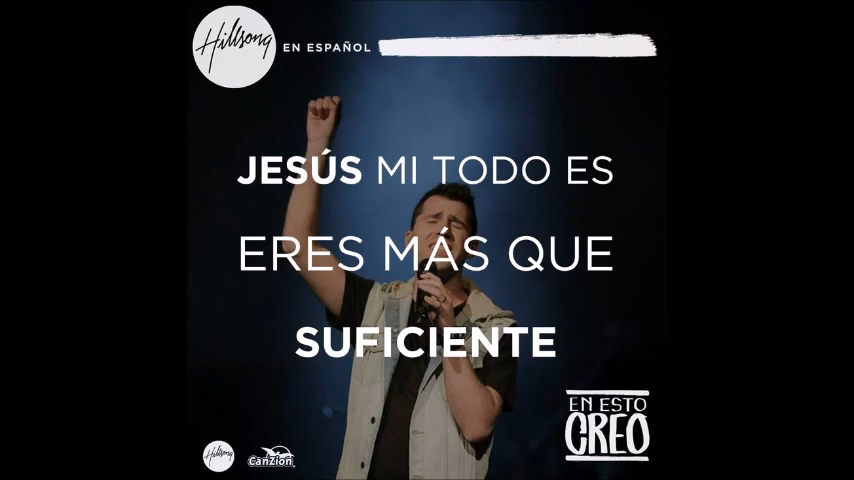 Hillsong
EN ESPAÑOL
JESÚS MI TODO ES
ERES MÁS QUE
SUFICIENTE
EN ESTO
CREO
Hillsong
CanZion